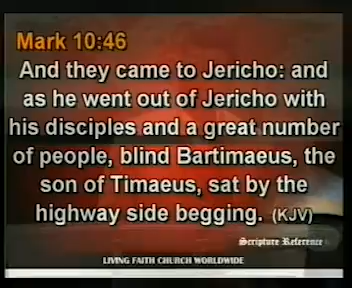 Mark 10:46
And they came to Jericho: and
as he went out of Jericho with
his disciples and a great number
of people, blind Bartimaeus, the
son of Timaeus, sat by the
highway side begging. (KJV)
Scripture Reference
LIVING FAITH CHURCH WORLDWIDE